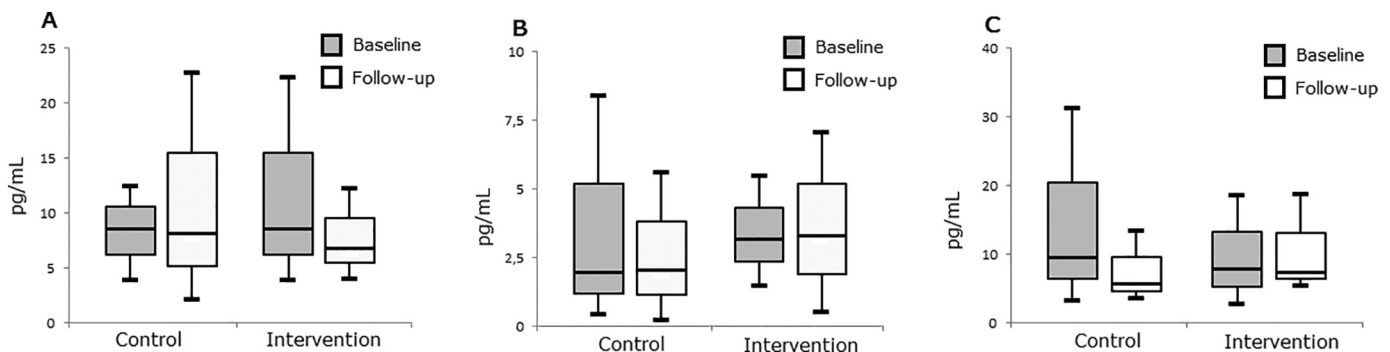 A
25
20
15
10
5
0
pg/mL
Baseline
Follow-up
Control
Intervention
B
10
7,5
5
2,5
0
pg/mL
Baseline
Follow-up
Control
Intervention
C
40
30
20
10
0
pg/mL
Baseline
Follow-up
Control
Intervention